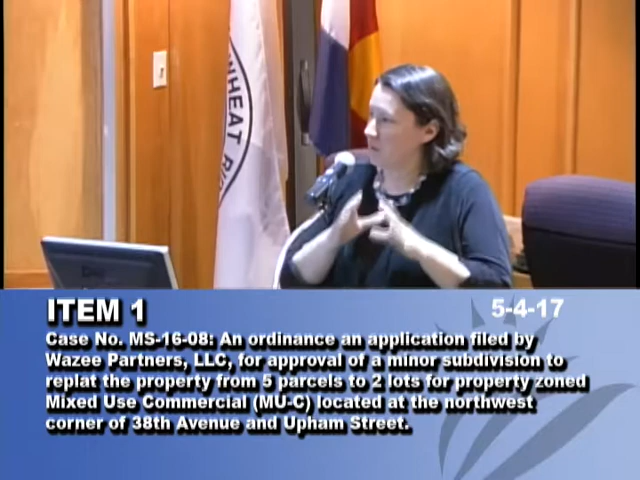 WHEAT RI
ITEM 1
5-4-17
Case No. MS-16-08: An ordinance an application filed by
Wazee Partners, LLC, for approval of a minor subdivision to
replat the property from 5 parcels to 2 lots for property zoned
Mixed Use Commercial (MU-C) located at the northwest
corner of 38th Avenue and Upham Street.